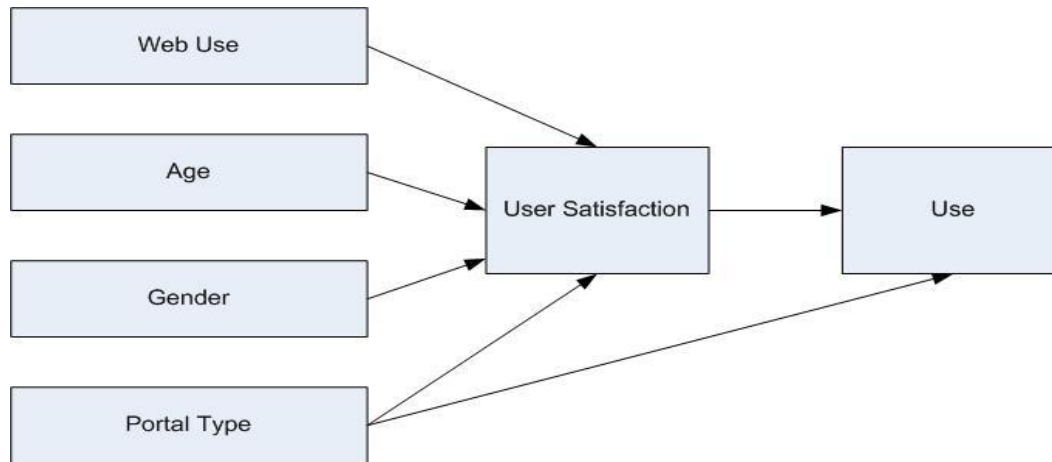 Web Use
Age
User Satisfaction
Use
Gender
Portal Type